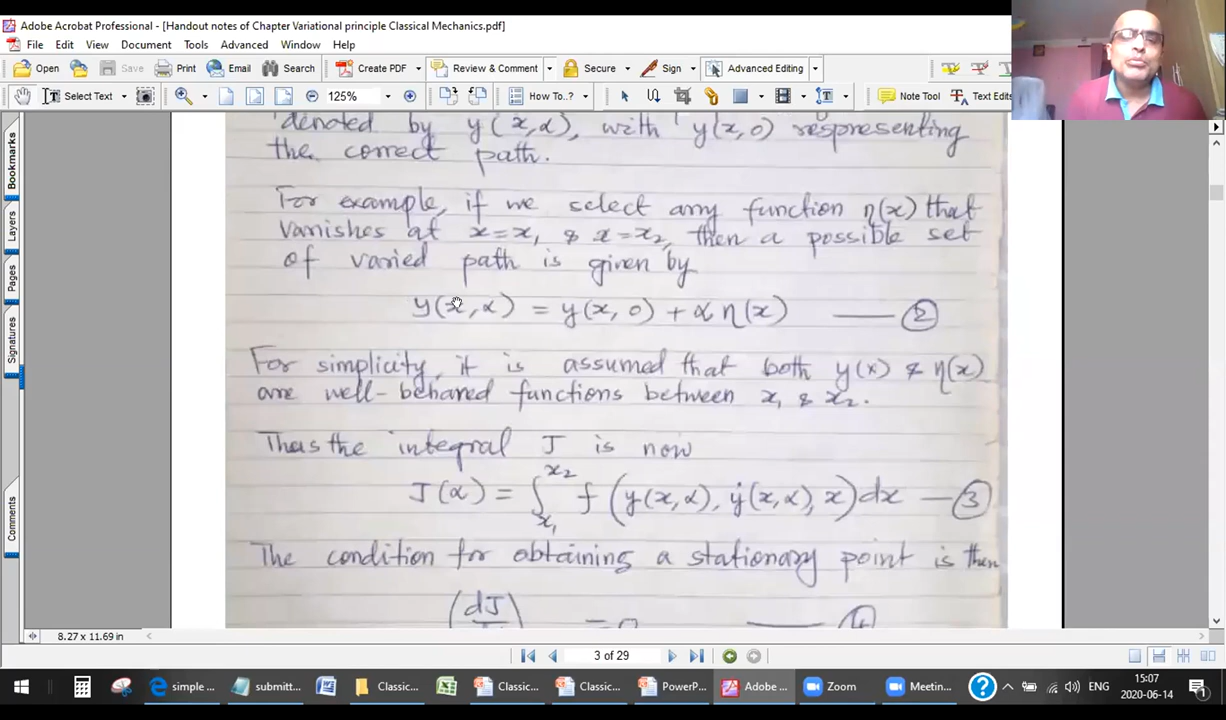 Adobe Acrobat Professional - [Handout notes of Chapter Variational principle Classical Mechanics.pdf]
File Edit View Document Tools Advanced Window Help
Open Save Print Email Search Create PDF Review & Comment Secure Sign Advanced Editing
Select Text 125% How To..? Note Tool Text Edits
Bookmarks
Layers
Pages
Signatures
Comments
denoted by y(x,α), with y(x,0) respresenting
the correct path.
For example, if we select any function η(x) that
vanishes at x=x₁ & x=x₂, then a possible set
of varied path is given by
y(x,α) = y(x,0) + α η(x) — ②
For simplicity, it is assumed that both y(x) & η(x)
are well-behaved functions between x₁ & x₂.
Thus the integral J is now
J(α) = ∫ₓ₁ˣ² f (y(x,α), ẏ(x,α), x) dx — ③
The condition for obtaining a stationary point is then
(dJ = 0 — ④
8.27 x 11.69 in
3 of 29
simple ... submitt... Classic... Classic... Classic... PowerP... Adobe ... Zoom Meetin... ENG 15:07
2020-06-14